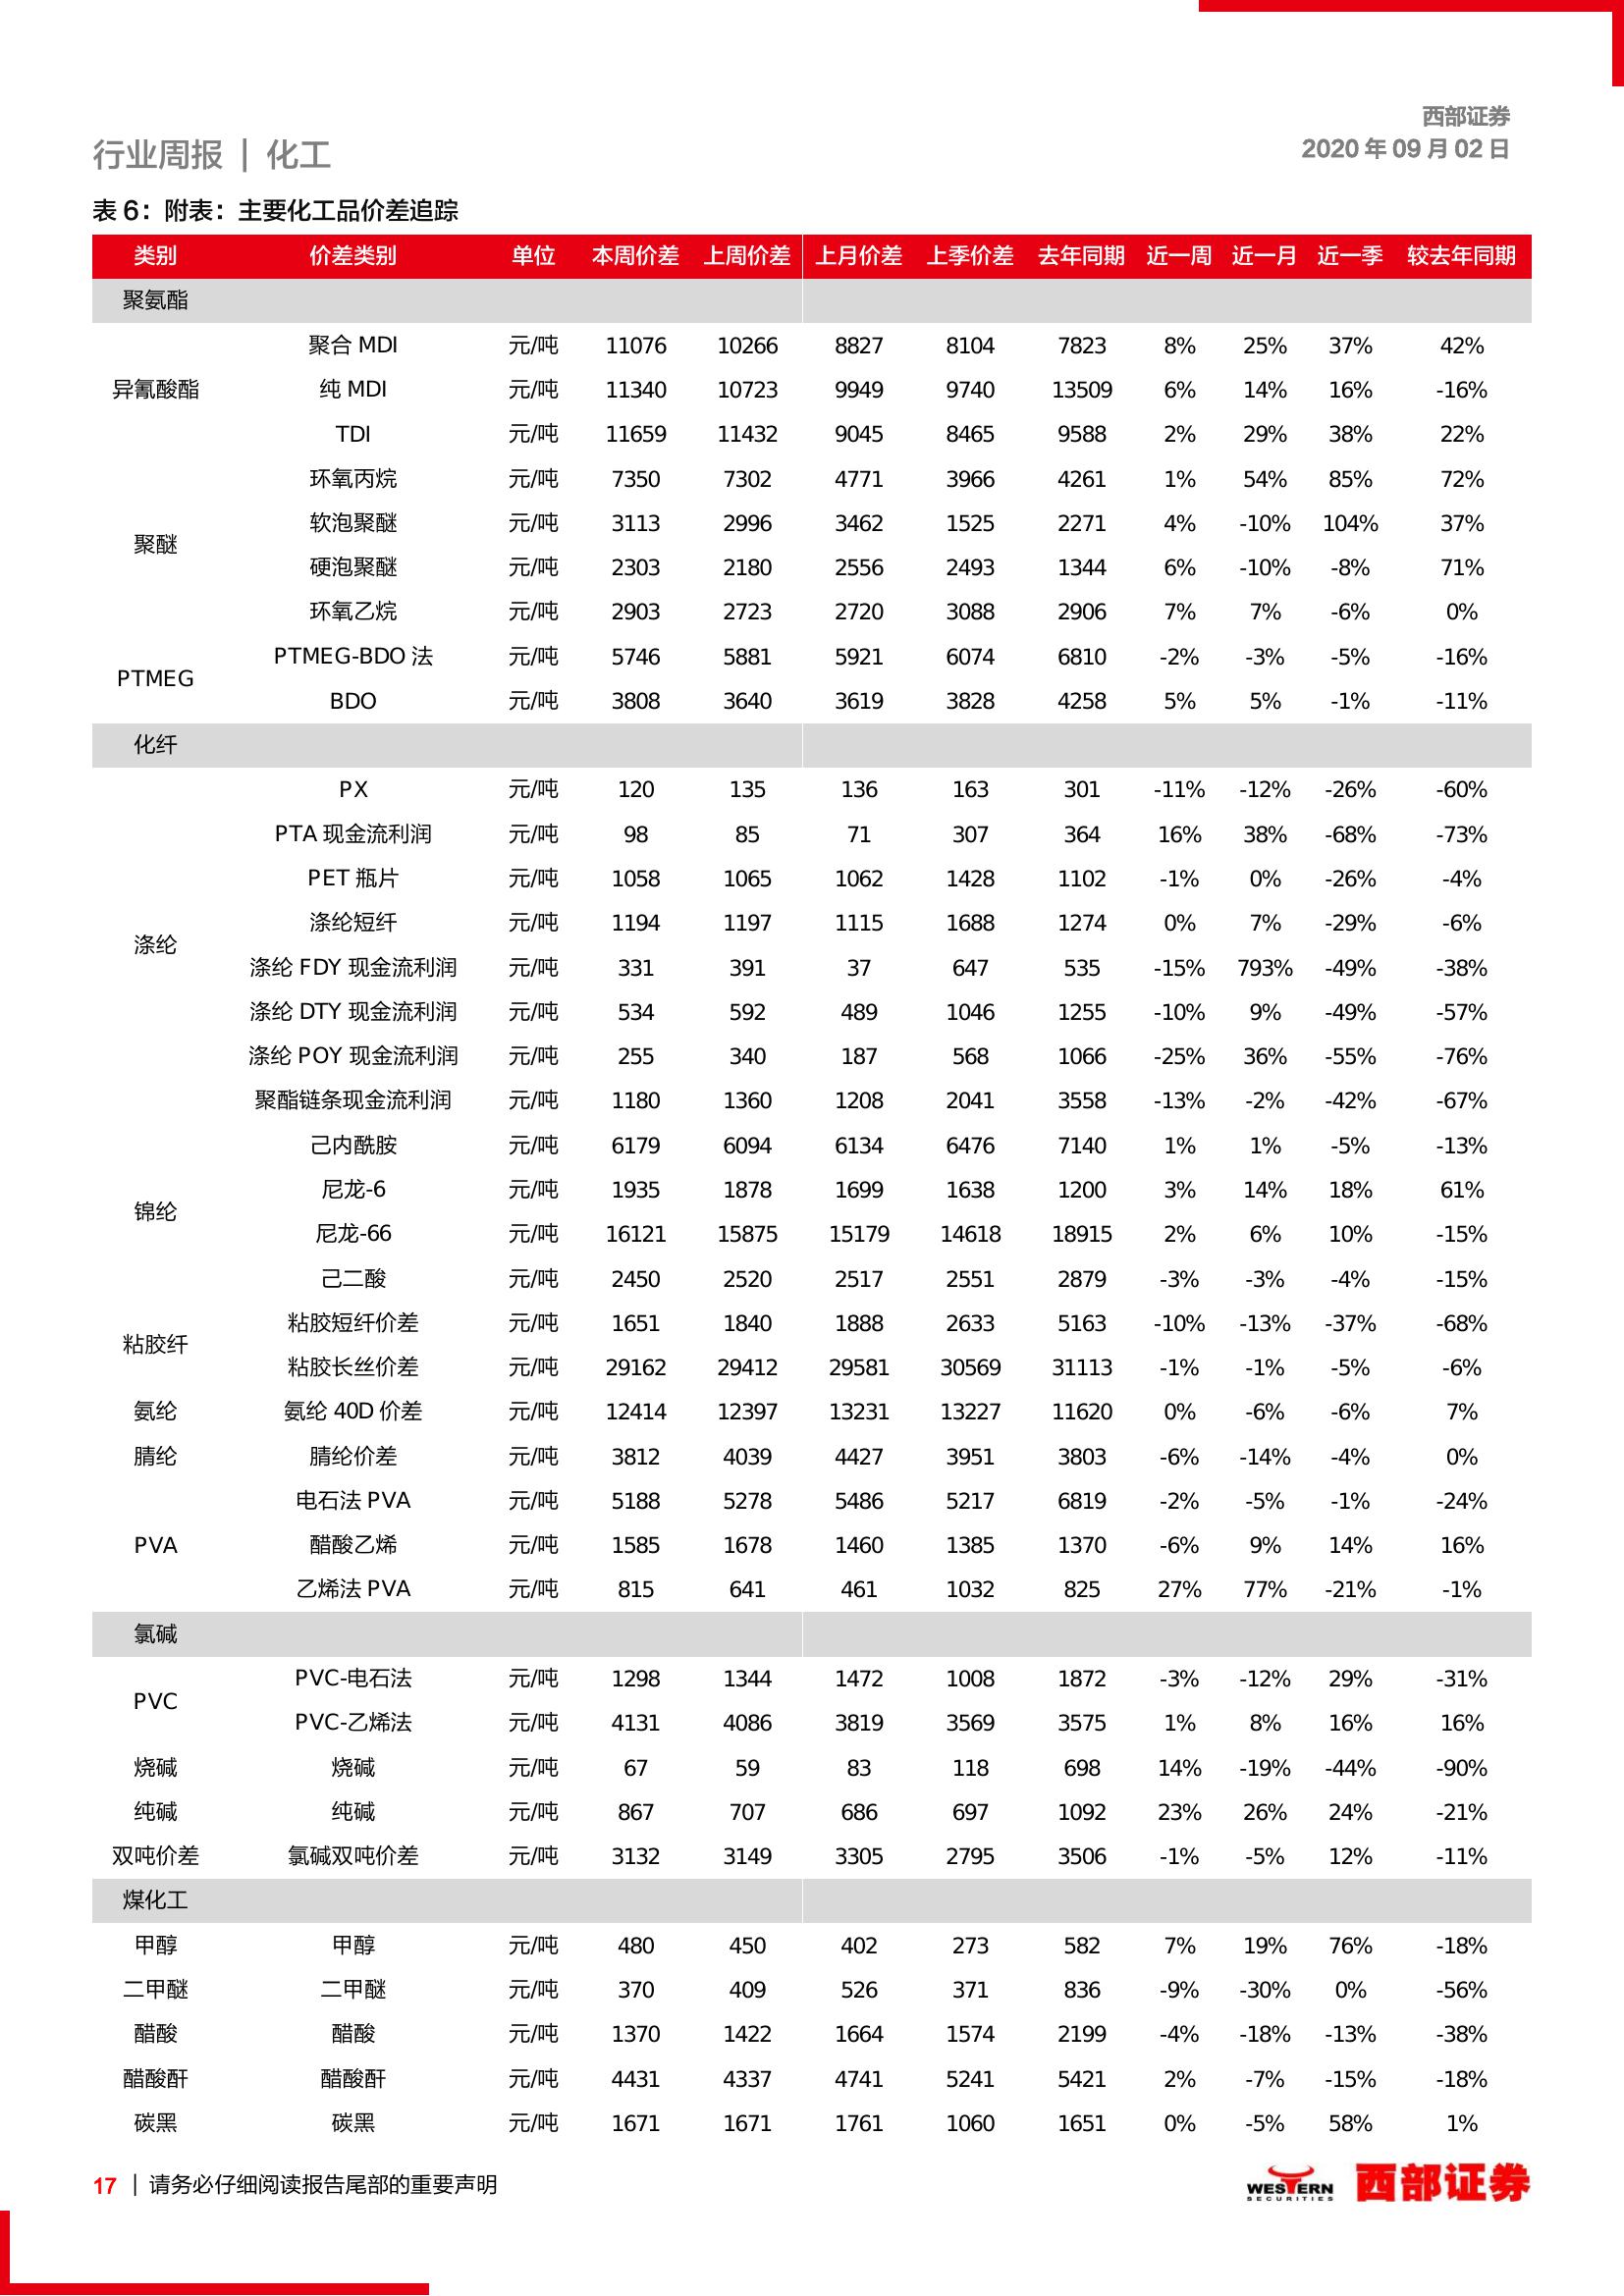 西部证券
2020 年 09 月 02 日
行业周报 | 化工
表 6：附表：主要化工品价差追踪
类别 价差类别 单位 本周价差 上周价差 上月价差 上季价差 去年同期 近一周 近一月 近一季 较去年同期
聚氨酯
聚合 MDI 元/吨 11076 10266 8827 8104 7823 8% 25% 37% 42%
异氰酸酯 纯 MDI 元/吨 11340 10723 9949 9740 13509 6% 14% 16% -16%
TDI 元/吨 11659 11432 9045 8465 9588 2% 29% 38% 22%
环氧丙烷 元/吨 7350 7302 4771 3966 4261 1% 54% 85% 72%
软泡聚醚 元/吨 3113 2996 3462 1525 2271 4% -10% 104% 37%
聚醚
硬泡聚醚 元/吨 2303 2180 2556 2493 1344 6% -10% -8% 71%
环氧乙烷 元/吨 2903 2723 2720 3088 2906 7% 7% -6% 0%
PTMEG-BDO 法 元/吨 5746 5881 5921 6074 6810 -2% -3% -5% -16%
PTMEG
BDO 元/吨 3808 3640 3619 3828 4258 5% 5% -1% -11%
化纤
PX 元/吨 120 135 136 163 301 -11% -12% -26% -60%
PTA 现金流利润 元/吨 98 85 71 307 364 16% 38% -68% -73%
PET 瓶片 元/吨 1058 1065 1062 1428 1102 -1% 0% -26% -4%
涤纶短纤 元/吨 1194 1197 1115 1688 1274 0% 7% -29% -6%
涤纶
涤纶 FDY 现金流利润 元/吨 331 391 37 647 535 -15% 793% -49% -38%
涤纶 DTY 现金流利润 元/吨 534 592 489 1046 1255 -10% 9% -49% -57%
涤纶 POY 现金流利润 元/吨 255 340 187 568 1066 -25% 36% -55% -76%
聚酯链条现金流利润 元/吨 1180 1360 1208 2041 3558 -13% -2% -42% -67%
己内酰胺 元/吨 6179 6094 6134 6476 7140 1% 1% -5% -13%
尼龙-6 元/吨 1935 1878 1699 1638 1200 3% 14% 18% 61%
锦纶
尼龙-66 元/吨 16121 15875 15179 14618 18915 2% 6% 10% -15%
己二酸 元/吨 2450 2520 2517 2551 2879 -3% -3% -4% -15%
粘胶短纤价差 元/吨 1651 1840 1888 2633 5163 -10% -13% -37% -68%
粘胶纤
粘胶长丝价差 元/吨 29162 29412 29581 30569 31113 -1% -1% -5% -6%
氨纶 氨纶 40D 价差 元/吨 12414 12397 13231 13227 11620 0% -6% -6% 7%
腈纶 腈纶价差 元/吨 3812 4039 4427 3951 3803 -6% -14% -4% 0%
电石法 PVA 元/吨 5188 5278 5486 5217 6819 -2% -5% -1% -24%
PVA 醋酸乙烯 元/吨 1585 1678 1460 1385 1370 -6% 9% 14% 16%
乙烯法 PVA 元/吨 815 641 461 1032 825 27% 77% -21% -1%
氯碱
PVC-电石法 元/吨 1298 1344 1472 1008 1872 -3% -12% 29% -31%
PVC
PVC-乙烯法 元/吨 4131 4086 3819 3569 3575 1% 8% 16% 16%
烧碱 烧碱 元/吨 67 59 83 118 698 14% -19% -44% -90%
纯碱 纯碱 元/吨 867 707 686 697 1092 23% 26% 24% -21%
双吨价差 氯碱双吨价差 元/吨 3132 3149 3305 2795 3506 -1% -5% 12% -11%
煤化工
甲醇 甲醇 元/吨 480 450 402 273 582 7% 19% 76% -18%
二甲醚 二甲醚 元/吨 370 409 526 371 836 -9% -30% 0% -56%
醋酸 醋酸 元/吨 1370 1422 1664 1574 2199 -4% -18% -13% -38%
醋酸酐 醋酸酐 元/吨 4431 4337 4741 5241 5421 2% -7% -15% -18%
碳黑 碳黑 元/吨 1671 1671 1761 1060 1651 0% -5% 58% 1%
17 | 请务必仔细阅读报告尾部的重要声明
WESTERN
SECURITIES
西部证券